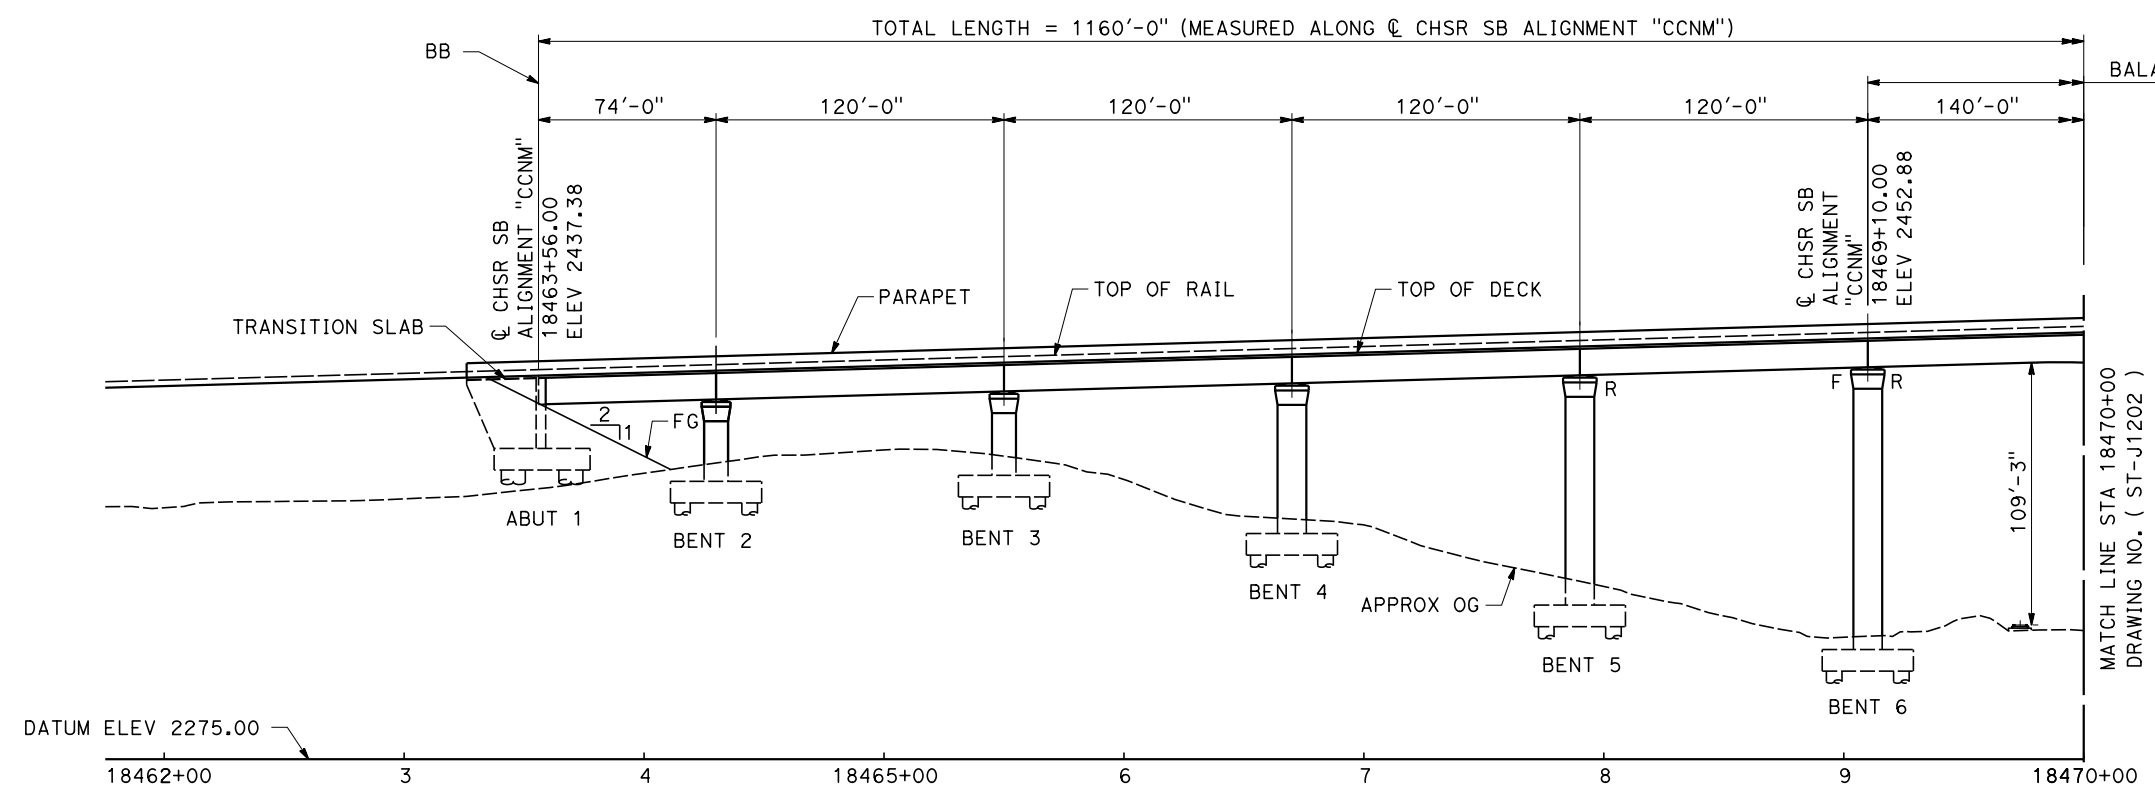 TOTAL LENGTH = 1160'-0" (MEASURED ALONG ℄ CHSR SB ALIGNMENT "CCNM")
BB
BALA
74'-0"
120'-0"
120'-0"
120'-0"
120'-0"
140'-0"
℄ CHSR SB
ALIGNMENT "CCNM"
18463+56.00
ELEV 2437.38
℄ CHSR SB
ALIGNMENT
"CCNM"
18469+10.00
ELEV 2452.88
PARAPET
TOP OF RAIL
TOP OF DECK
TRANSITION SLAB
F
R
R
2
1
FG
109'-3"
MATCH LINE STA 18470+00
DRAWING NO. ( ST-J1202 )
ABUT 1
BENT 2
BENT 3
BENT 4
APPROX OG
BENT 5
BENT 6
DATUM ELEV 2275.00
18462+00
3
4
18465+00
6
7
8
9
18470+00